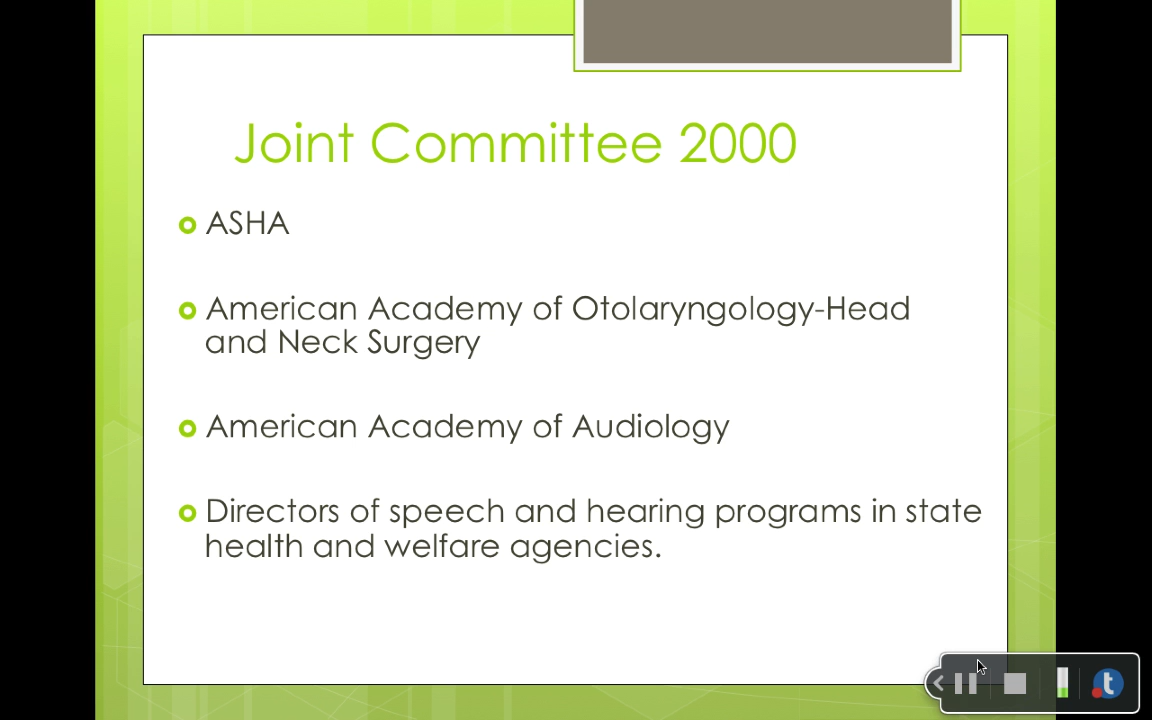 Joint Committee 2000
ASHA
American Academy of Otolaryngology-Head
and Neck Surgery
American Academy of Audiology
Directors of speech and hearing programs in state
health and welfare agencies.
t